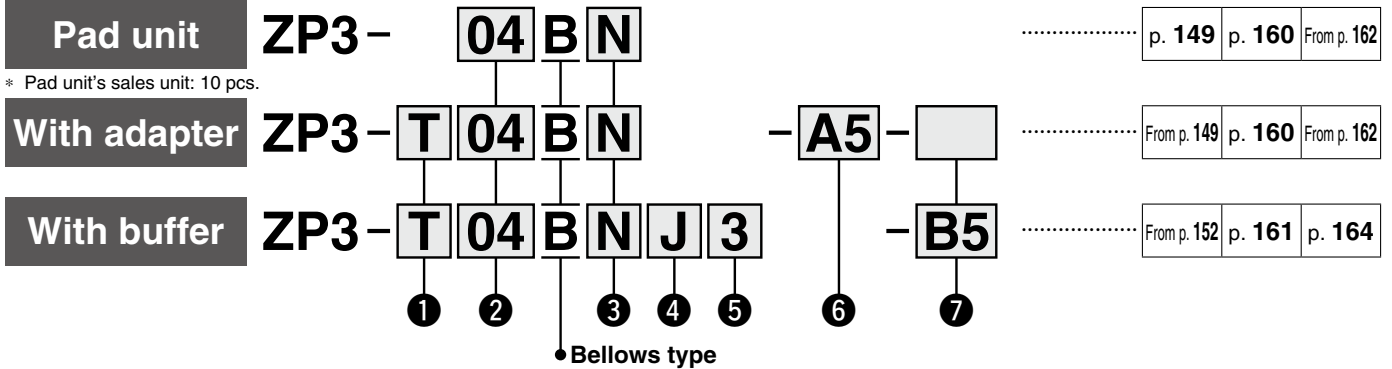 Pad unit ZP3- 04 B N p. 149 p. 160 From p. 162
* Pad unit's sales unit: 10 pcs.
With adapter ZP3-T 04 B N -A5- From p. 149 p. 160 From p. 162
With buffer ZP3-T 04 B N J 3 -B5 From p. 152 p. 161 p. 164
❶ ❷ ❸ ❹ ❺ ❻ ❼
●Bellows type